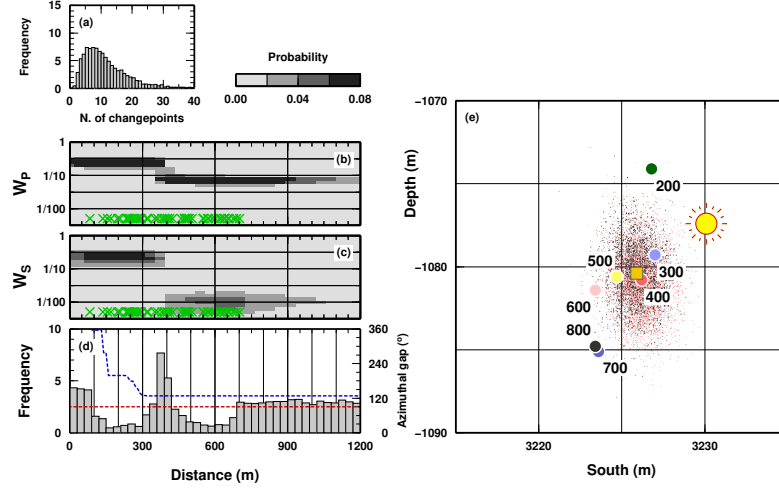 (a)
15
10
5
0
Frequency
0 10 20 30 40
N. of changepoints
Probability
0.00 0.04 0.08
(b)
1
1/10
1/100
WP
(c)
1
1/10
1/100
WS
(d)
10
5
0
Frequency
360
240
120
0
Azimuthal gap (º)
0 300 600 900 1200
Distance (m)
(e)
−1070
−1080
−1090
Depth (m)
200
500
300
400
600
800
700
3220 3230
South (m)